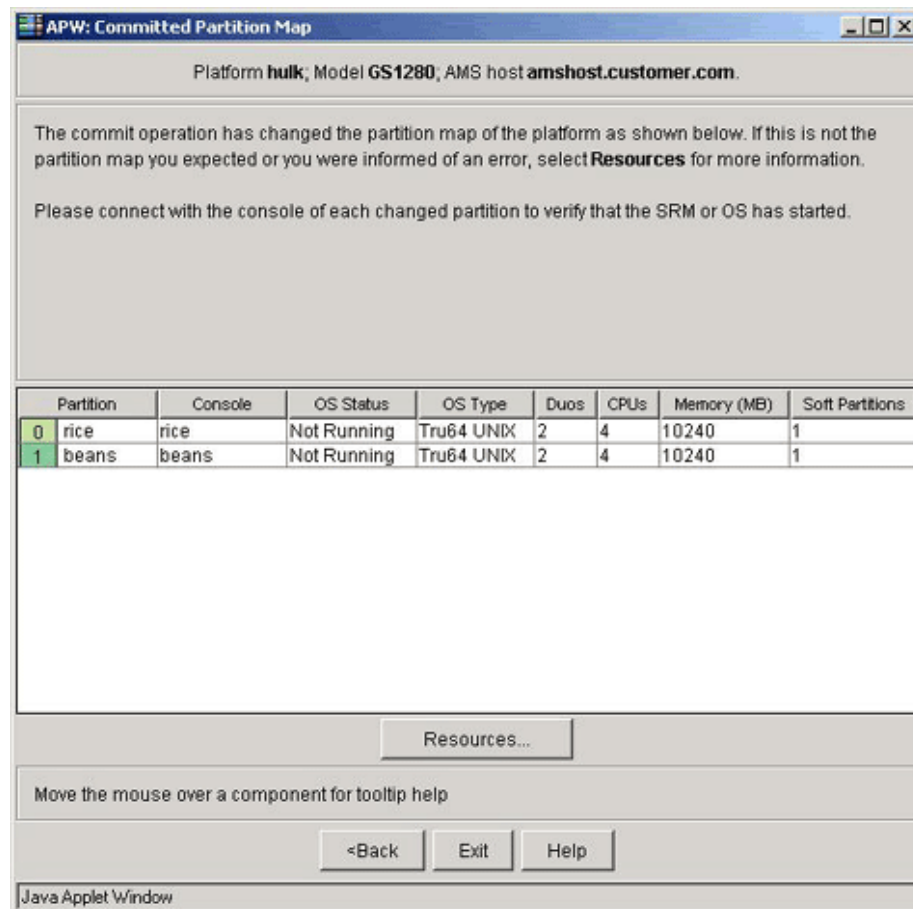 APW: Committed Partition Map
Platform hulk; Model GS1280; AMS host amshost.customer.com.
The commit operation has changed the partition map of the platform as shown below. If this is not the
partition map you expected or you were informed of an error, select Resources for more information.
Please connect with the console of each changed partition to verify that the SRM or OS has started.
Partition Console OS Status OS Type Duos CPUs Memory (MB) Soft Partitions
0 rice rice Not Running Tru64 UNIX 2 4 10240 1
1 beans beans Not Running Tru64 UNIX 2 4 10240 1
Resources...
Move the mouse over a component for tooltip help
<Back Exit Help
Java Applet Window